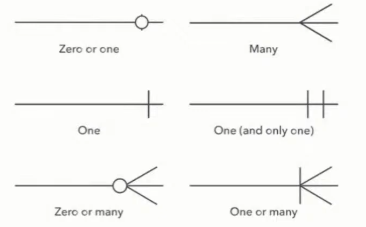 Zero or one
Many
One
One (and only one)
Zero or many
One or many